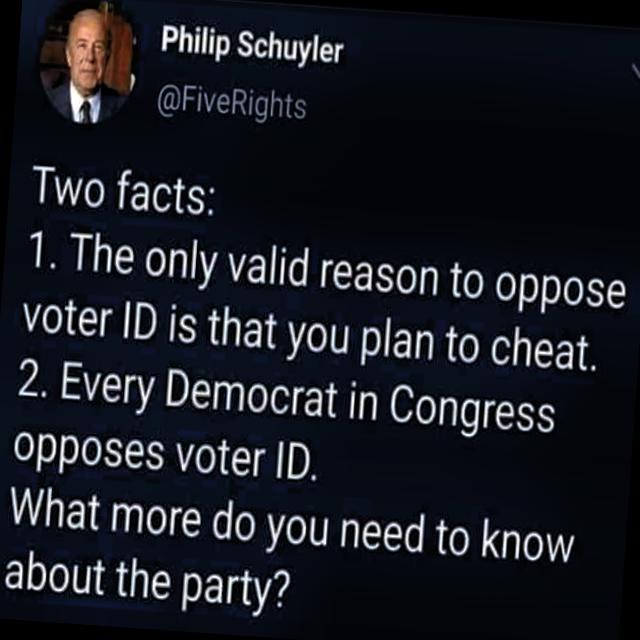 Philip Schuyler
@FiveRights
Two facts:
1. The only valid reason to oppose
voter ID is that you plan to cheat.
2. Every Democrat in Congress
opposes voter ID.
What more do you need to know
about the party?